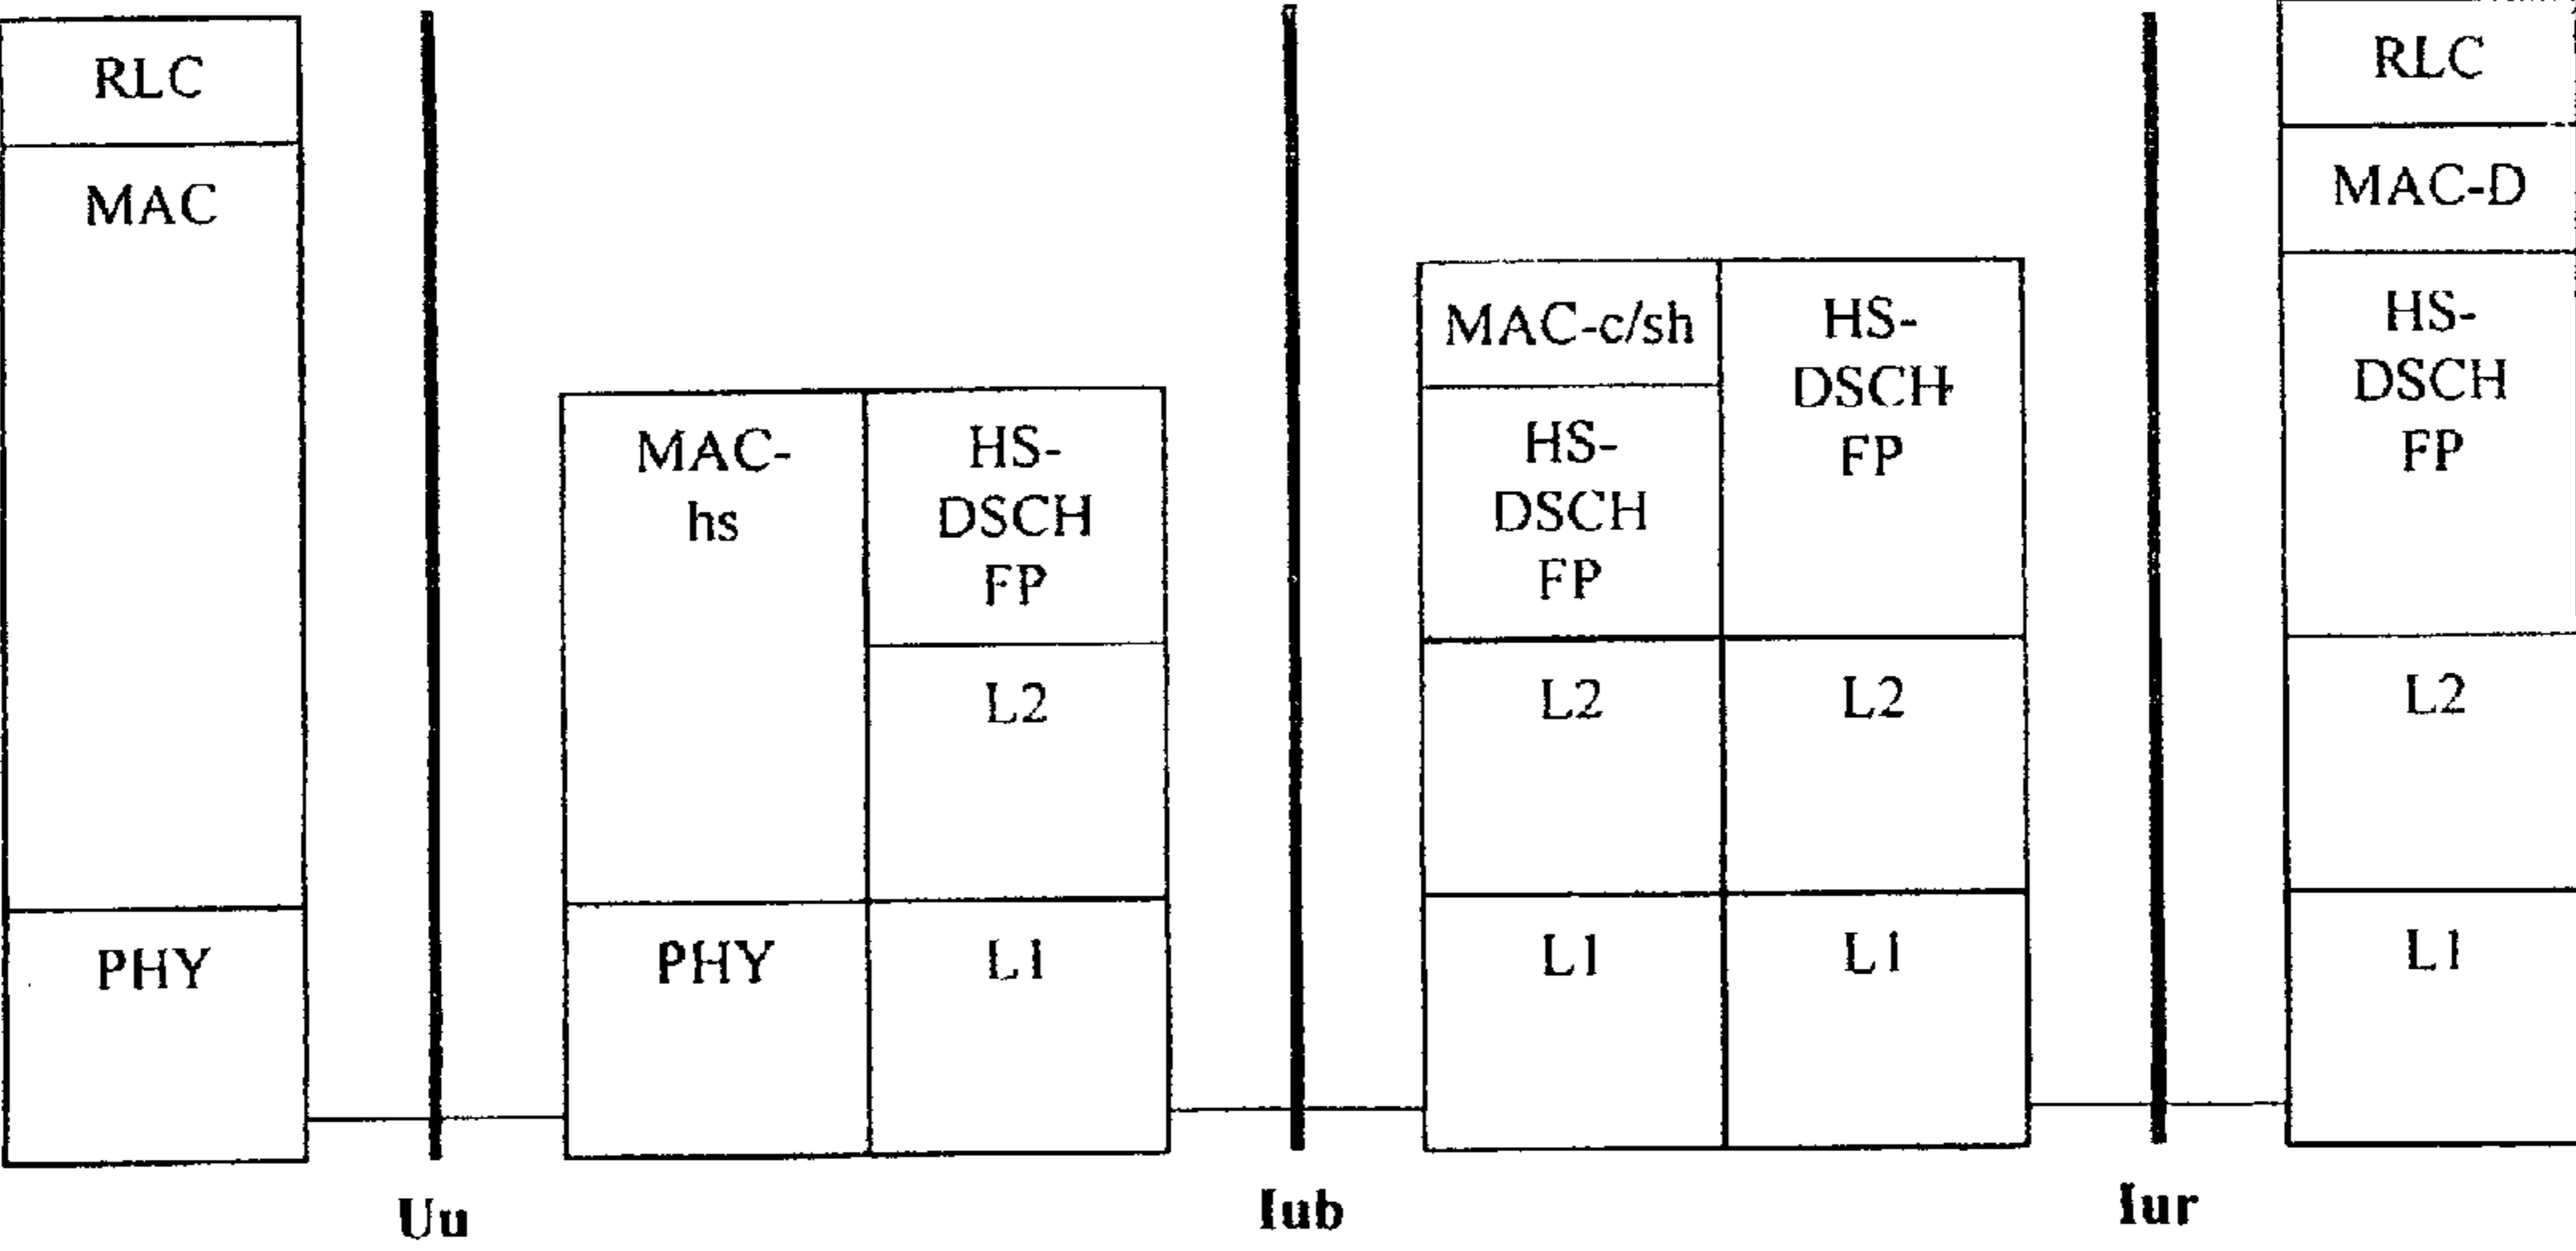 RLC
MAC
PHY
Uu
MAC-
hs
PHY
HS-
DSCH
FP
L2
L1
Iub
MAC-c/sh
HS-
DSCH
FP
L2
L1
HS-
DSCH
FP
L2
L1
Iur
RLC
MAC-D
HS-
DSCH
FP
L2
L1